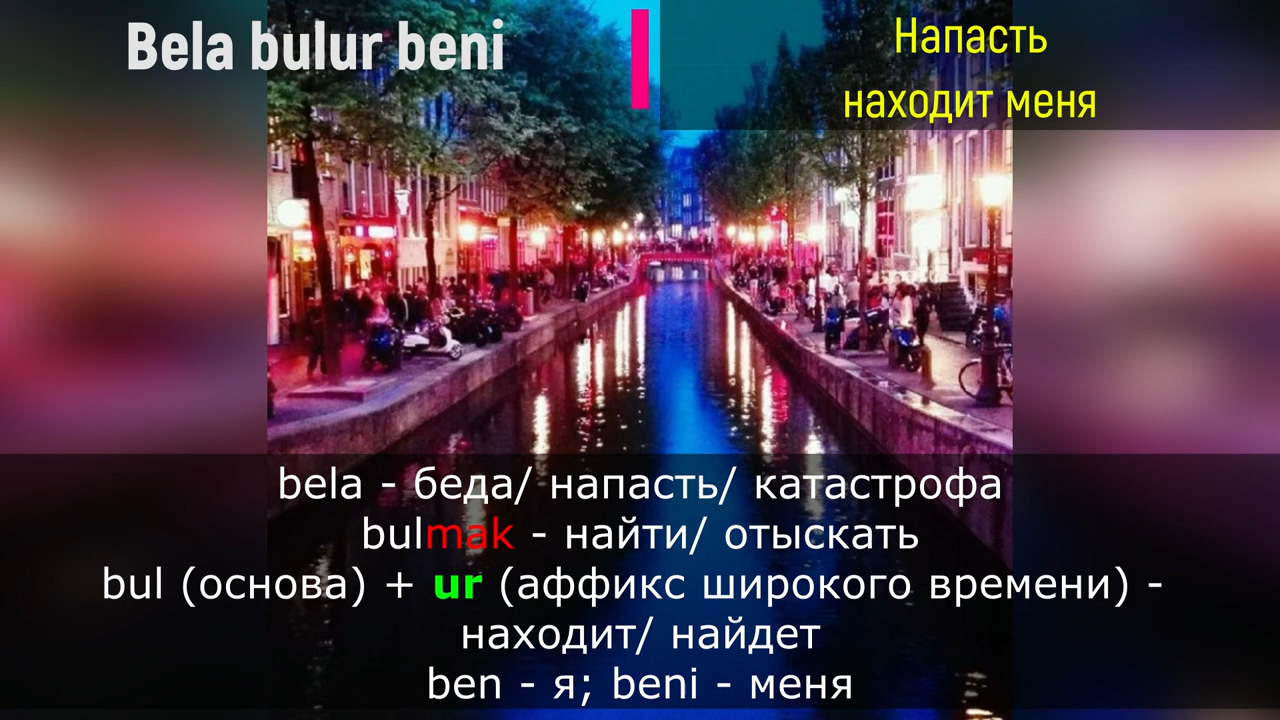 Bela bulur beni
Напасть
находит меня
bela - беда/ напасть/ катастрофа
bulmak - найти/ отыскать
bul (основа) + ur (аффикс широкого времени) -
находит/ найдет
ben - я; beni - меня